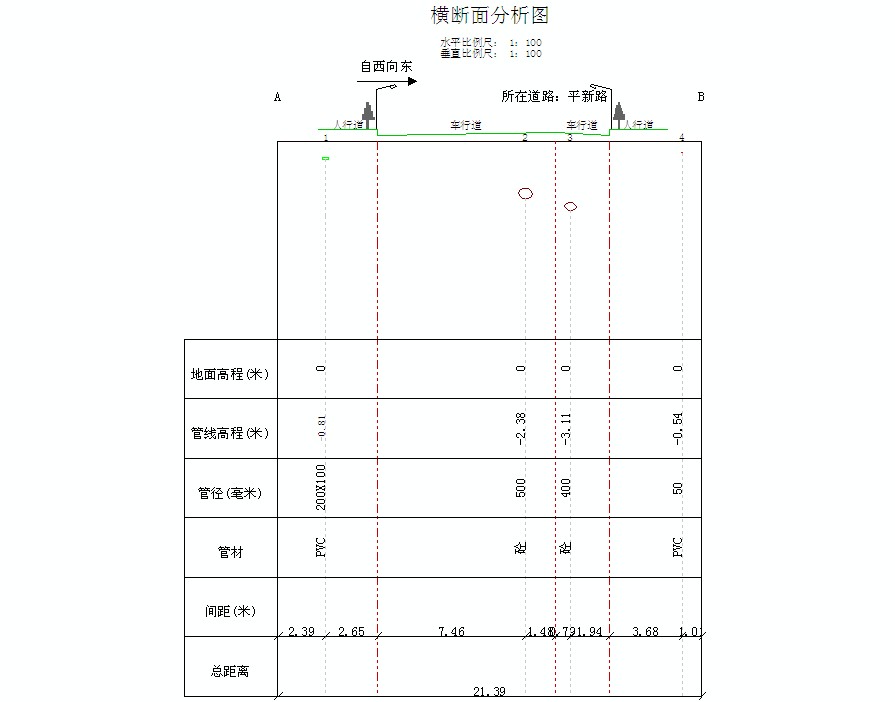 横断面分析图
水平比例尺： 1：100
垂直比例尺： 1：100
自西向东
A 所在道路：平新路 B
人行道 车行道 车行道 人行道
1 2 3 4
地面高程(米) 0 0 0 0
管线高程(米) -0.81 -2.38 -3.11 -0.54
管径(毫米) 200X100 500 400 50
管材 PVC 砼 砼 PVC
间距(米) 2.39 2.65 7.46 1.48 0.79 1.94 3.68 1.01
总距离 21.39